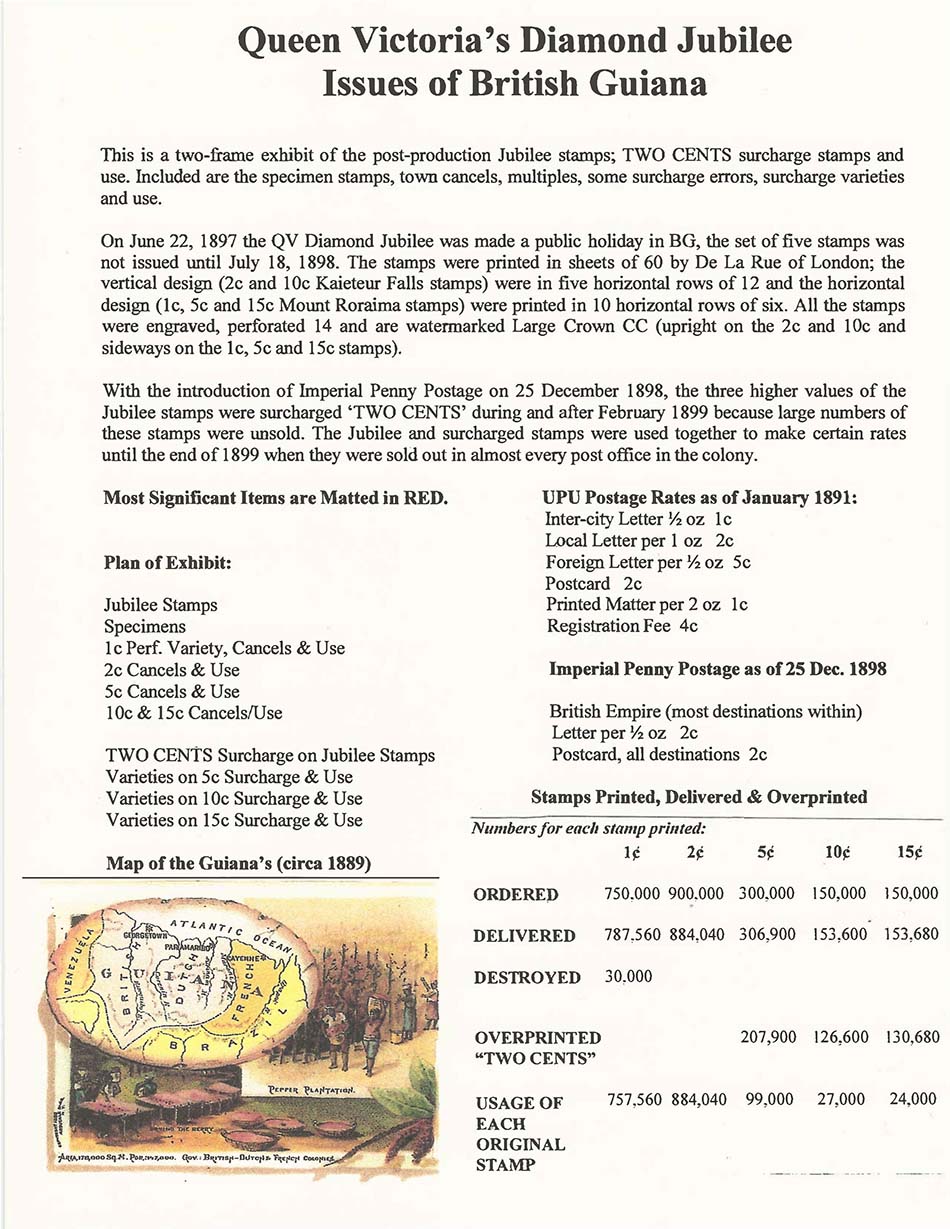 Queen Victoria's Diamond Jubilee
Issues of British Guiana
This is a two-frame exhibit of the post-production Jubilee stamps; TWO CENTS surcharge stamps and
use. Included are the specimen stamps, town cancels, multiples, some surcharge errors, surcharge varieties
and use.
On June 22, 1897 the QV Diamond Jubilee was made a public holiday in BG, the set of five stamps was
not issued until July 18, 1898. The stamps were printed in sheets of 60 by De La Rue of London; the
vertical design (2c and 10c Kaieteur Falls stamps) were in five horizontal rows of 12 and the horizontal
design (1c, 5c and 15c Mount Roraima stamps) were printed in 10 horizontal rows of six. All the stamps
were engraved, perforated 14 and are watermarked Large Crown CC (upright on the 2c and 10c and
sideways on the 1c, 5c and 15c stamps).
With the introduction of Imperial Penny Postage on 25 December 1898, the three higher values of the
Jubilee stamps were surcharged 'TWO CENTS' during and after February 1899 because large numbers of
these stamps were unsold. The Jubilee and surcharged stamps were used together to make certain rates
until the end of 1899 when they were sold out in almost every post office in the colony.
Most Significant Items are Matted in RED.
Plan of Exhibit:
Jubilee Stamps
Specimens
1c Perf. Variety, Cancels & Use
2c Cancels & Use
5c Cancels & Use
10c & 15c Cancels/Use
TWO CENTS Surcharge on Jubilee Stamps
Varieties on 5c Surcharge & Use
Varieties on 10c Surcharge & Use
Varieties on 15c Surcharge & Use
Map of the Guiana's (circa 1889)
ATLANTIC OCEAN
VENEZUELA
GEORGETOWN
PARAMARIBO
CAYENNE
GUIANA
BRITISH
DUTCH
FRENCH
BRAZIL
PEPPER PLANTATION.
DRYING THE BERRY
GOV: BRITISH-DUTCH & FRENCH COLONIES
UPU Postage Rates as of January 1891:
Inter-city Letter ½ oz 1c
Local Letter per 1 oz 2c
Foreign Letter per ½ oz 5c
Postcard 2c
Printed Matter per 2 oz 1c
Registration Fee 4c
Imperial Penny Postage as of 25 Dec. 1898
British Empire (most destinations within)
Letter per ½ oz 2c
Postcard, all destinations 2c
Stamps Printed, Delivered & Overprinted
Numbers for each stamp printed:
1¢ 2¢ 5¢ 10¢ 15¢
ORDERED 750,000 900,000 300,000 150,000 150,000
DELIVERED 787,560 884,040 306,900 153,600 153,680
DESTROYED 30,000
OVERPRINTED 207,900 126,600 130,680
"TWO CENTS"
USAGE OF 757,560 884,040 99,000 27,000 24,000
EACH
ORIGINAL
STAMP